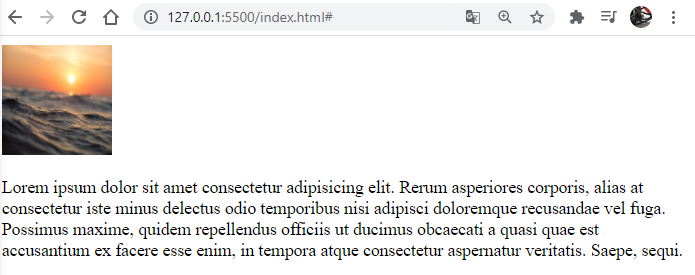 127.0.0.1:5500/index.html#
Lorem ipsum dolor sit amet consectetur adipisicing elit. Rerum asperiores corporis, alias at
consectetur iste minus delectus odio temporibus nisi adipisci doloremque recusandae vel fuga.
Possimus maxime, quidem repellendus officiis ut ducimus obcaecati a quasi quae est
accusantium ex facere esse enim, in tempora atque consectetur aspernatur veritatis. Saepe, sequi.